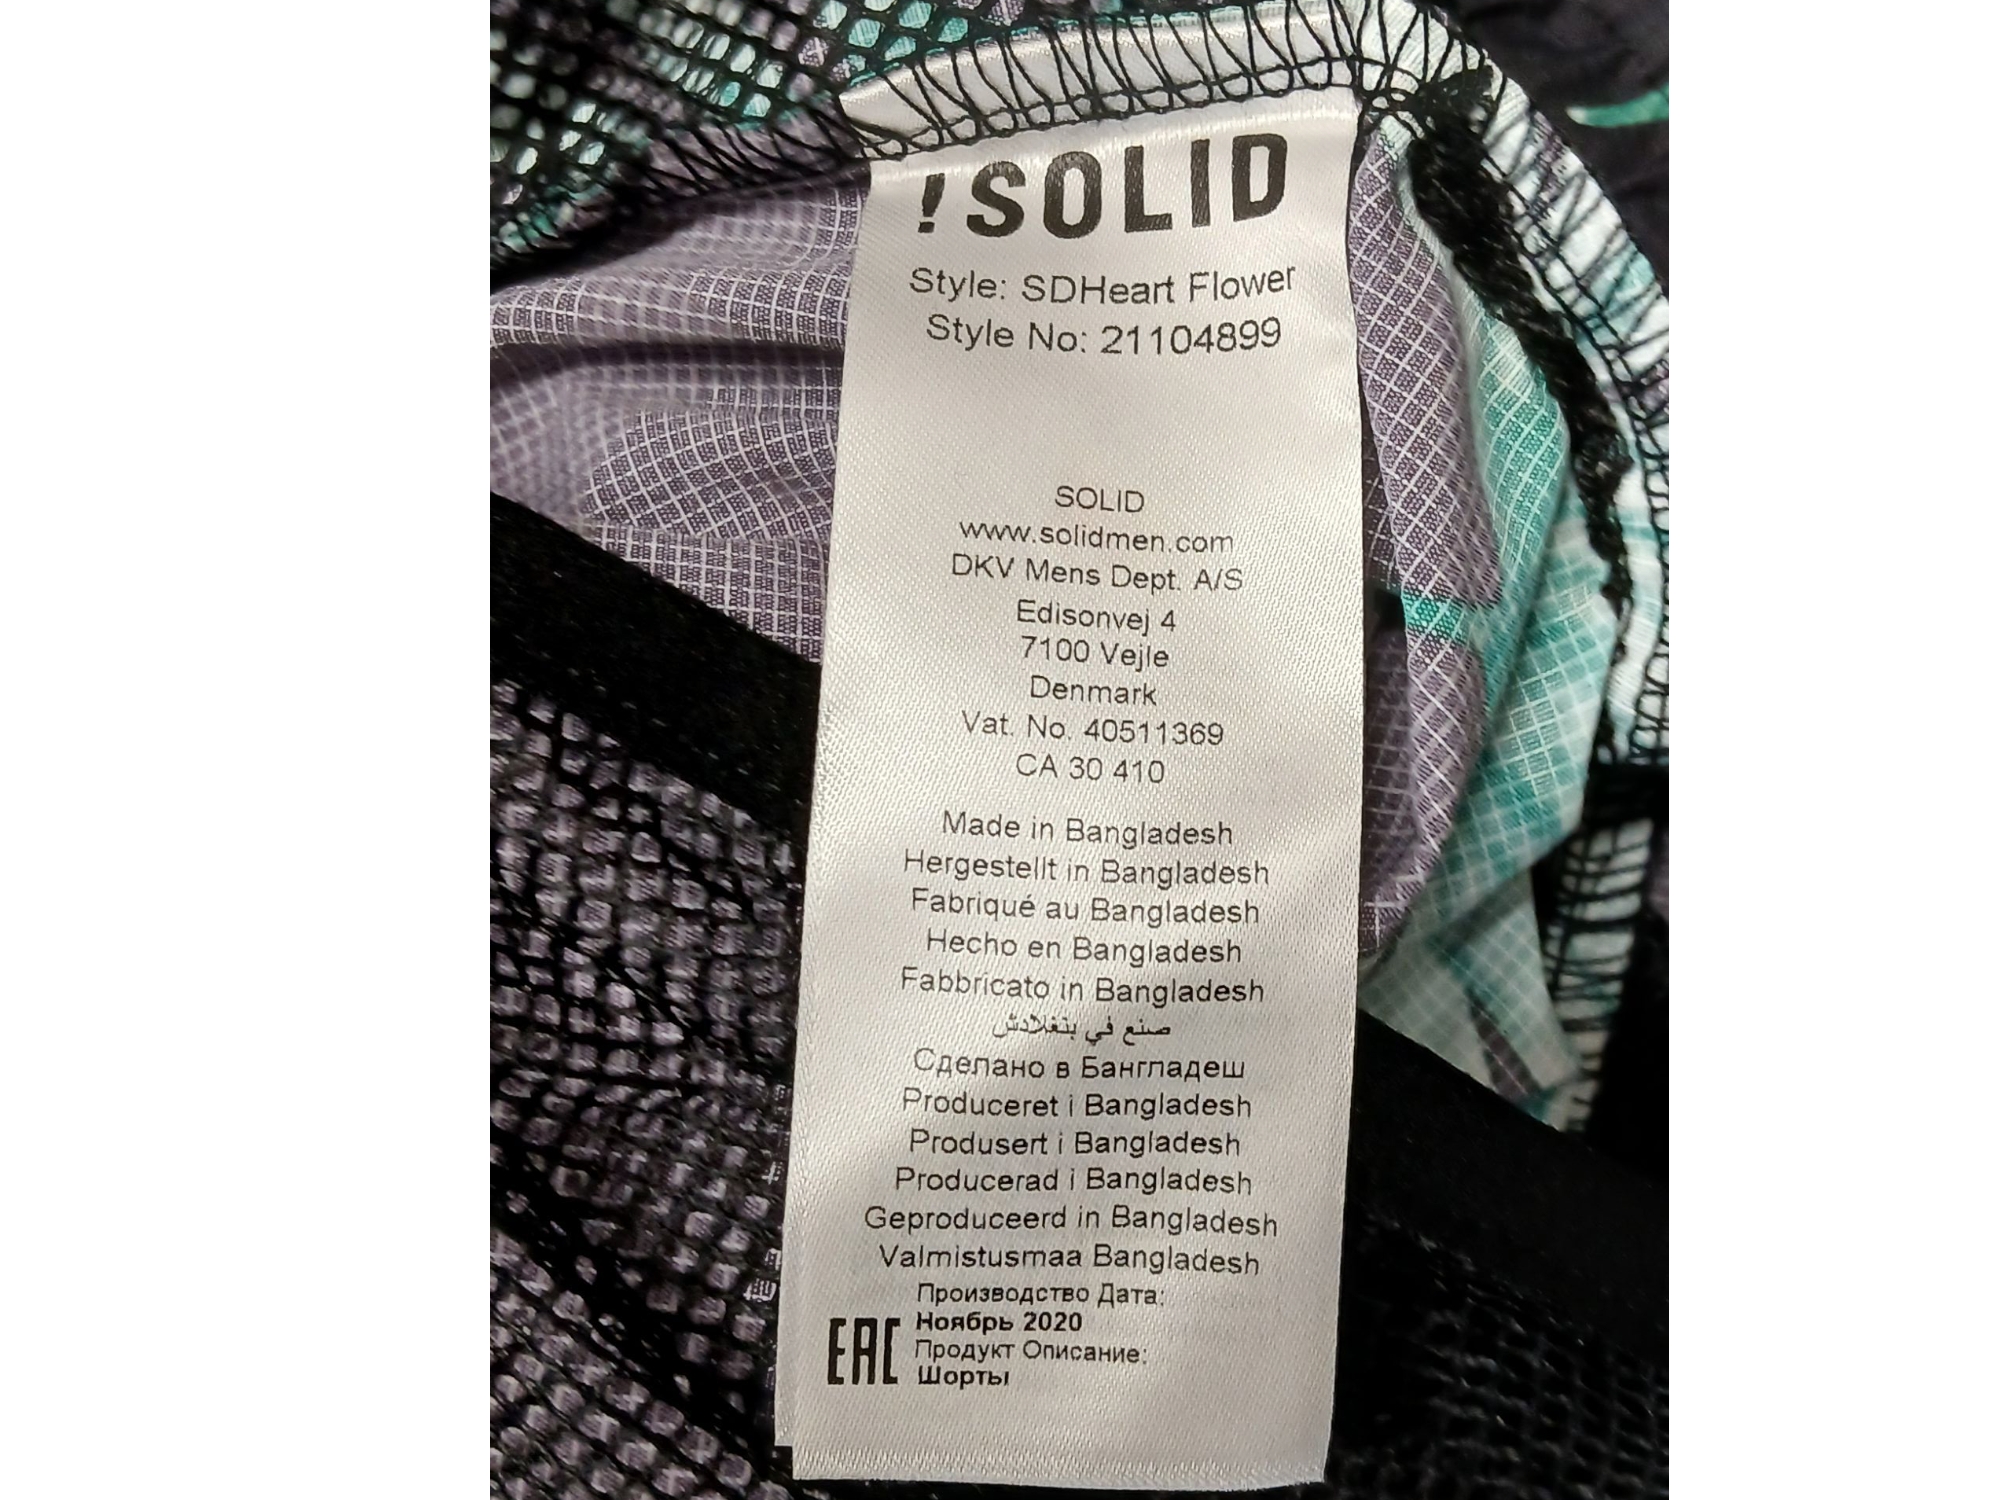 !SOLID
Style: SDHeart Flower
Style No: 21104899
SOLID
www.solidmen.com
DKV Mens Dept. A/S
Edisonvej 4
7100 Vejle
Denmark
Vat. No. 40511369
CA 30 410
Made in Bangladesh
Hergestellt in Bangladesh
Fabriqué au Bangladesh
Hecho en Bangladesh
Fabbricato in Bangladesh
صنع في بنغلادش
Сделано в Бангладеш
Produceret i Bangladesh
Produsert i Bangladesh
Producerad i Bangladesh
Geproduceerd in Bangladesh
Valmistusmaa Bangladesh
Производство Дата:
Ноябрь 2020
EAC Продукт Описание:
Шорты